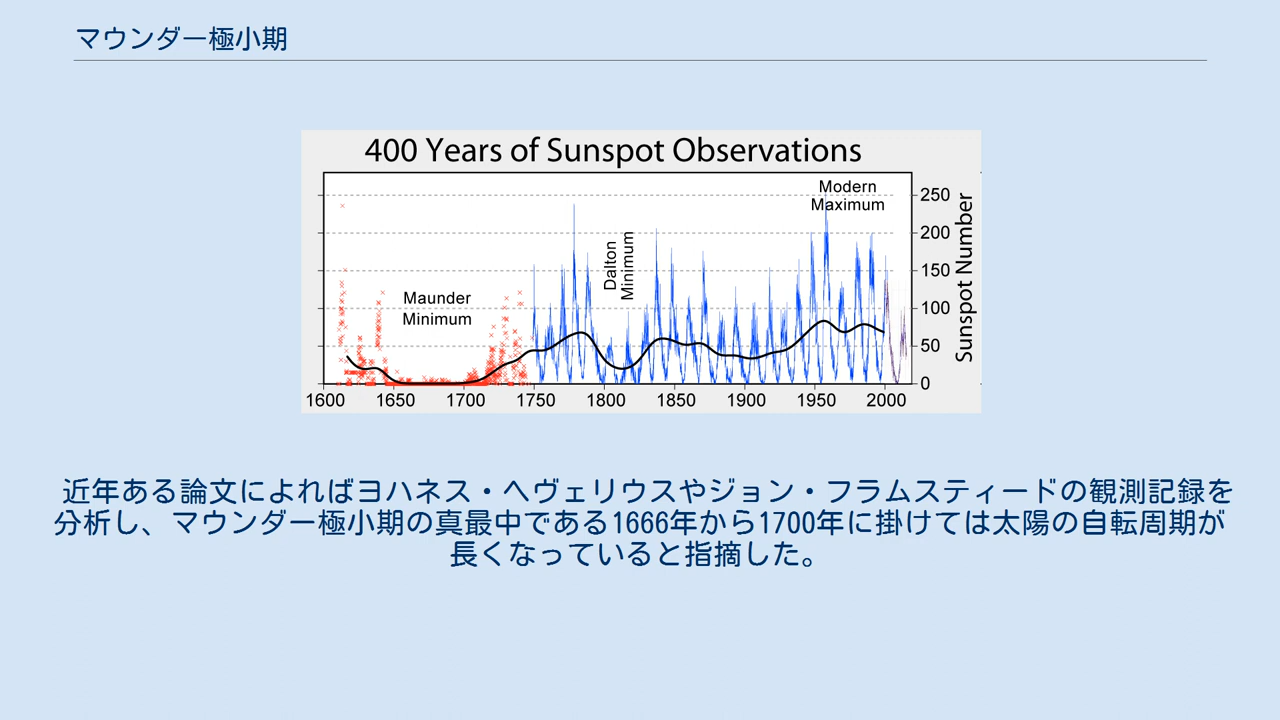 マウンダー極小期
400 Years of Sunspot Observations
Modern
Maximum
Dalton
Minimum
Maunder
Minimum
250
200
150
100
50
0
Sunspot Number
1600 1650 1700 1750 1800 1850 1900 1950 2000
近年ある論文によればヨハネス・ヘヴェリウスやジョン・フラムスティードの観測記録を
分析し、マウンダー極小期の真最中である1666年から1700年に掛けては太陽の自転周期が
長くなっていると指摘した。